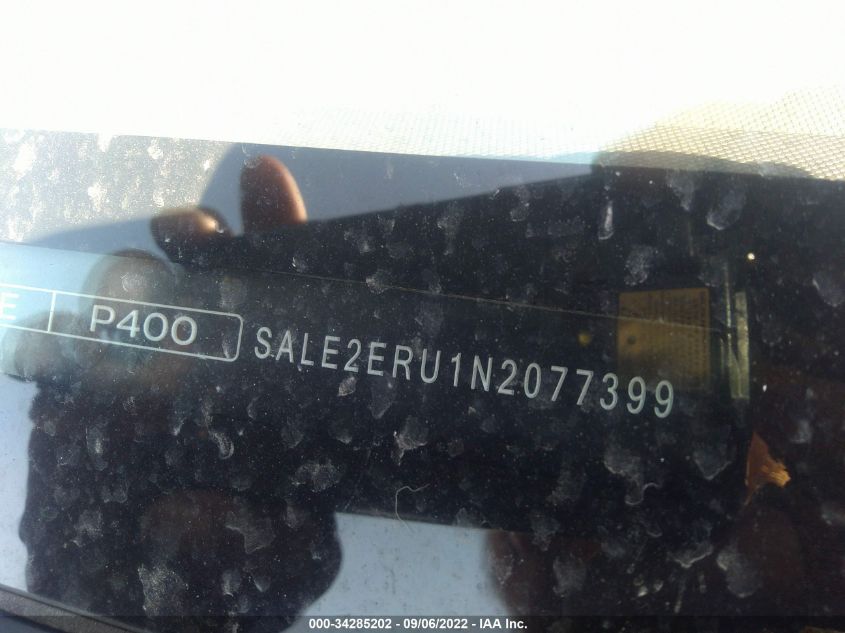 E P400 SALE2ERU1N2077399
000-34285202 - 09/06/2022 - IAA Inc.